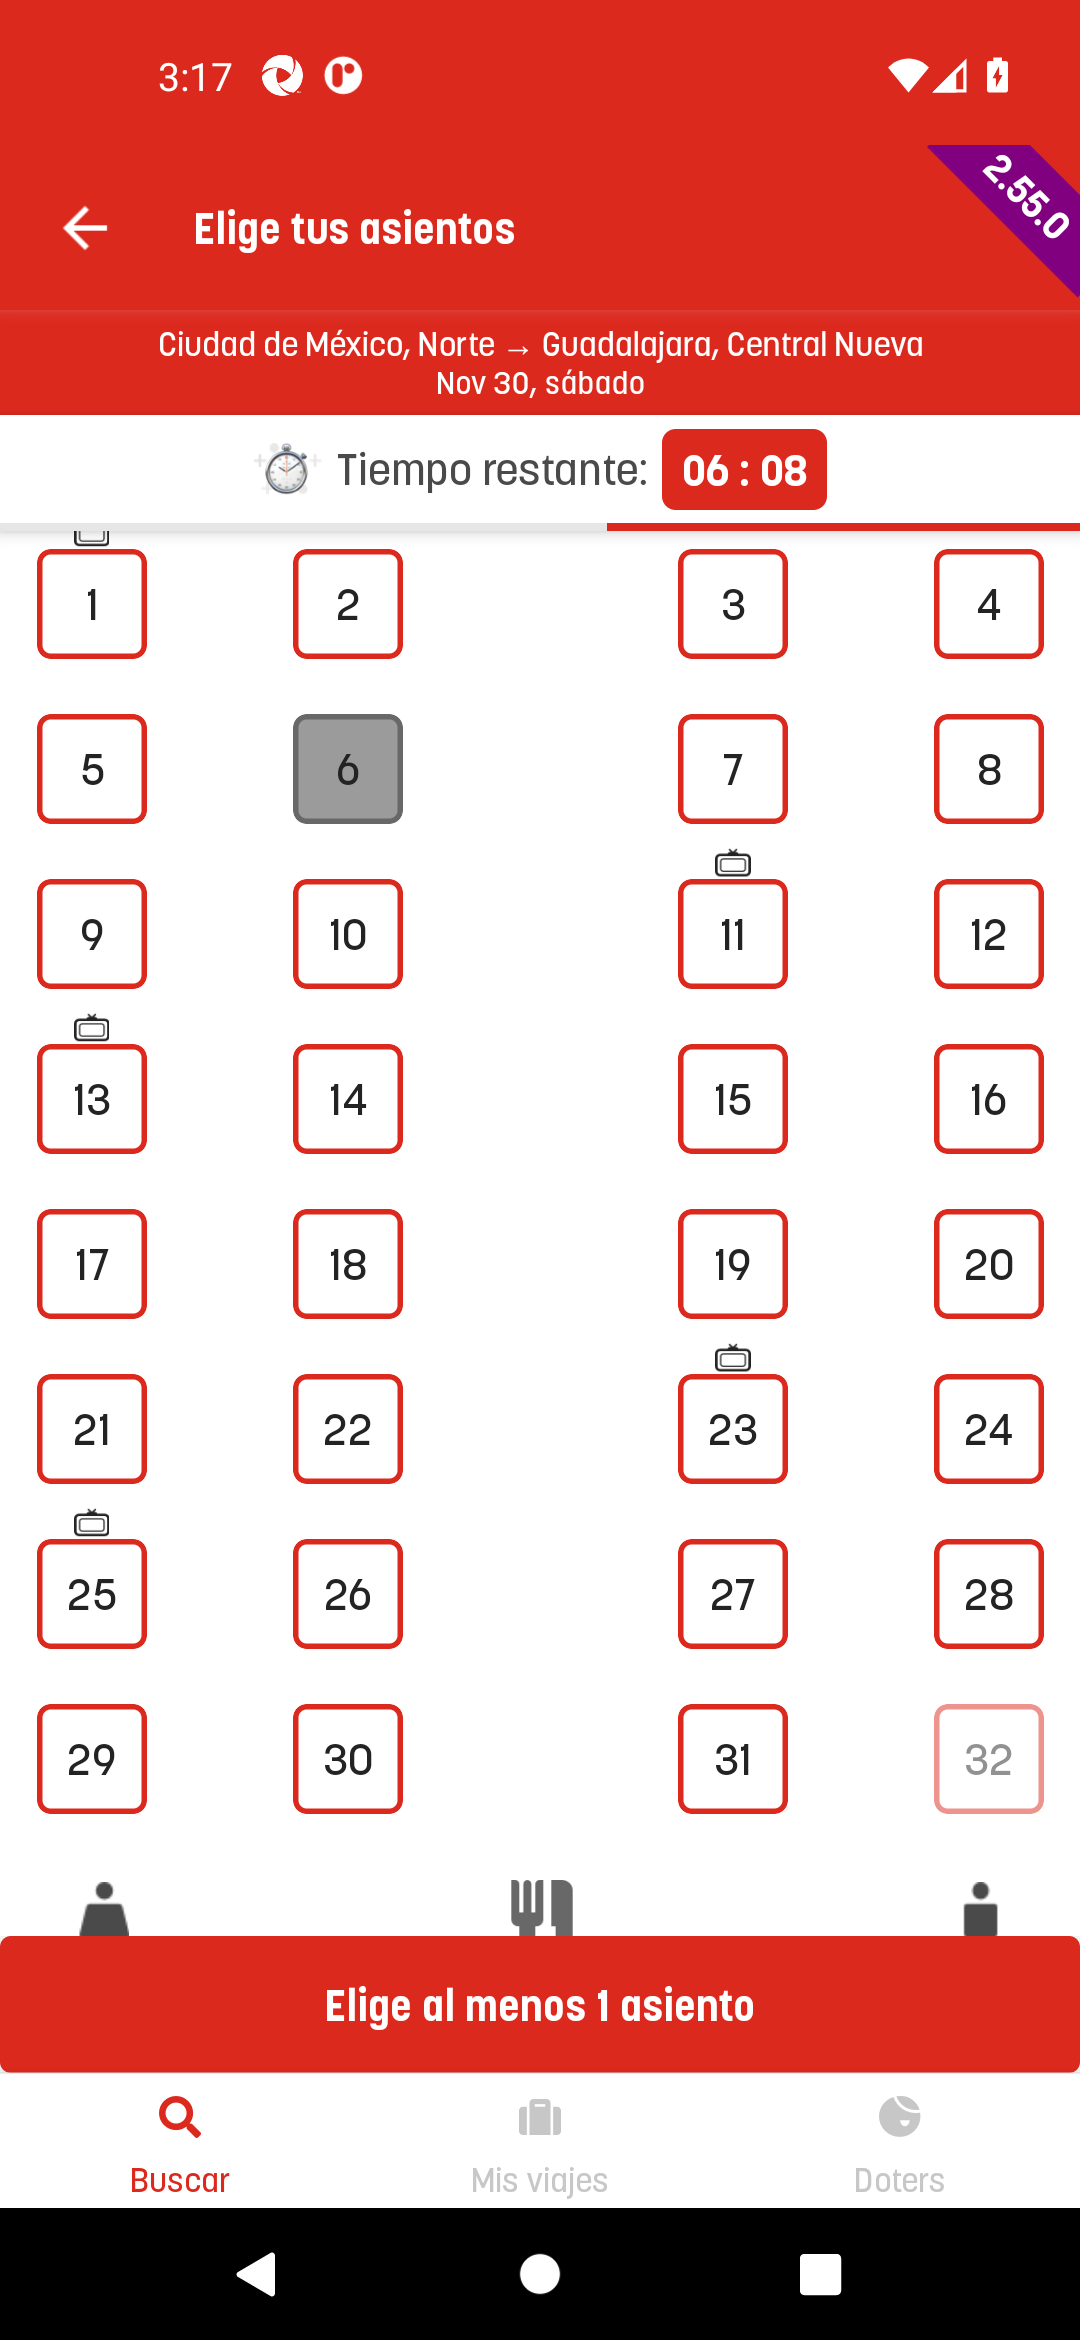 3:17
2.55.0
Elige tus asientos
Ciudad de México, Norte → Guadalajara, Central Nueva
Nov 30, sábado
Tiempo restante: 06 : 08
1 2 3 4
5 6 7 8
9 10 11 12
13 14 15 16
17 18 19 20
21 22 23 24
25 26 27 28
29 30 31 32
Elige al menos 1 asiento
Buscar Mis viajes Doters